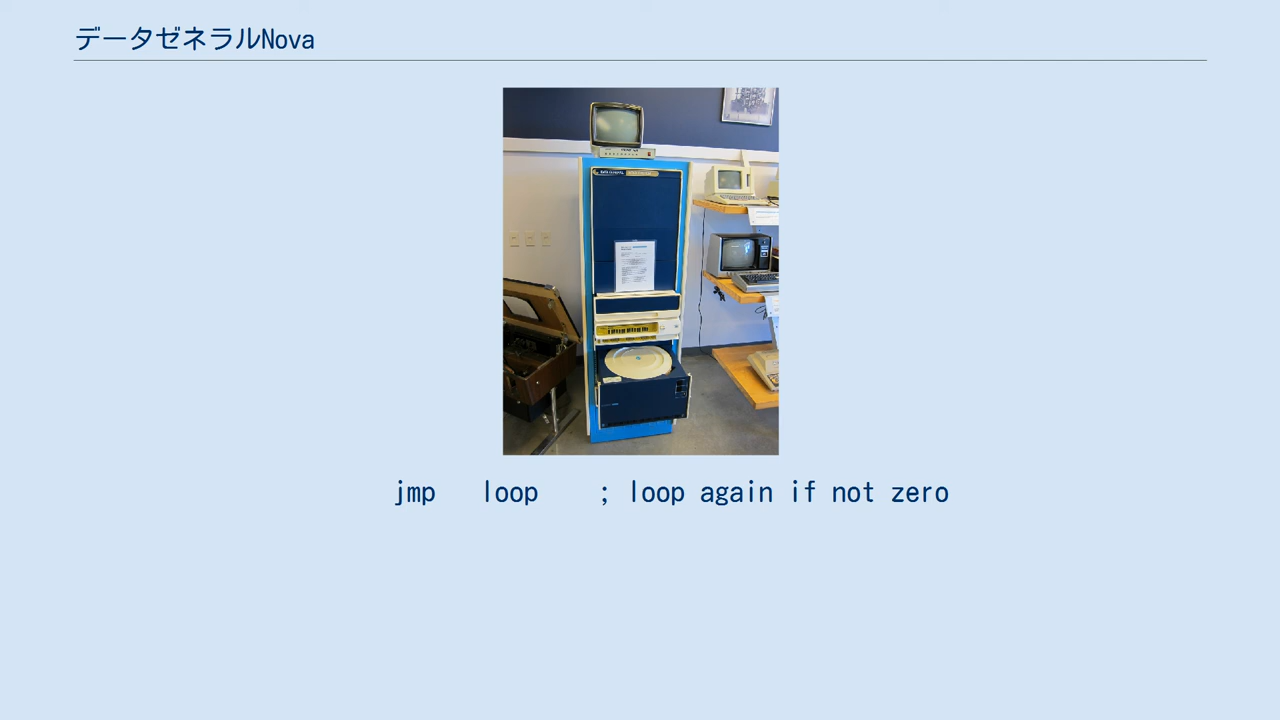 データゼネラルNova
jmp   loop    ; loop again if not zero